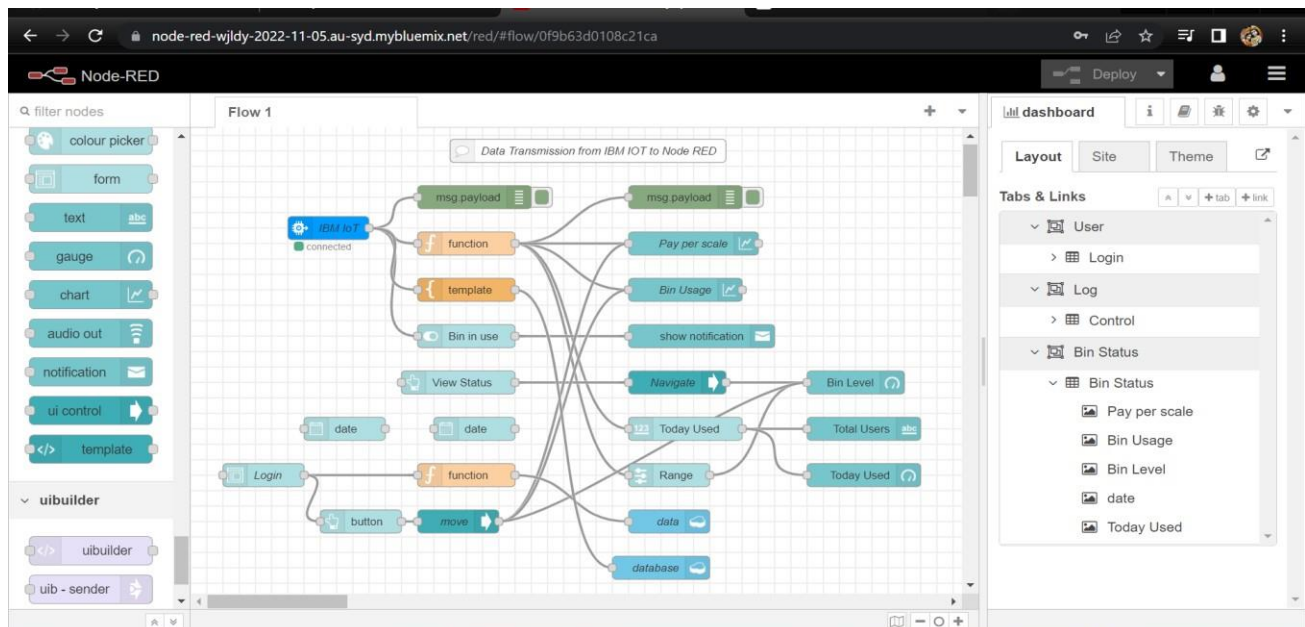 node-red-wjldy-2022-11-05.au-syd.mybluemix.net/red/#flow/0f9b63d0108c21ca
Node-RED
Deploy
filter nodes
colour picker
form
text
abc
gauge
chart
audio out
notification
ui control
template
uibuilder
uibuilder
uib - sender
Flow 1
Data Transmission from IBM IOT to Node RED
msg.payload
msg.payload
IBM IoT
connected
function
Pay per scale
template
Bin Usage
Bin in use
show notification
View Status
Navigate
Bin Level
date
date
123 Today Used
Total Users abc
Login
function
Range
Today Used
button
move
data
database
dashboard
i
Layout
Site
Theme
Tabs & Links
+ tab
+ link
User
Login
Log
Control
Bin Status
Bin Status
Pay per scale
Bin Usage
Bin Level
date
Today Used